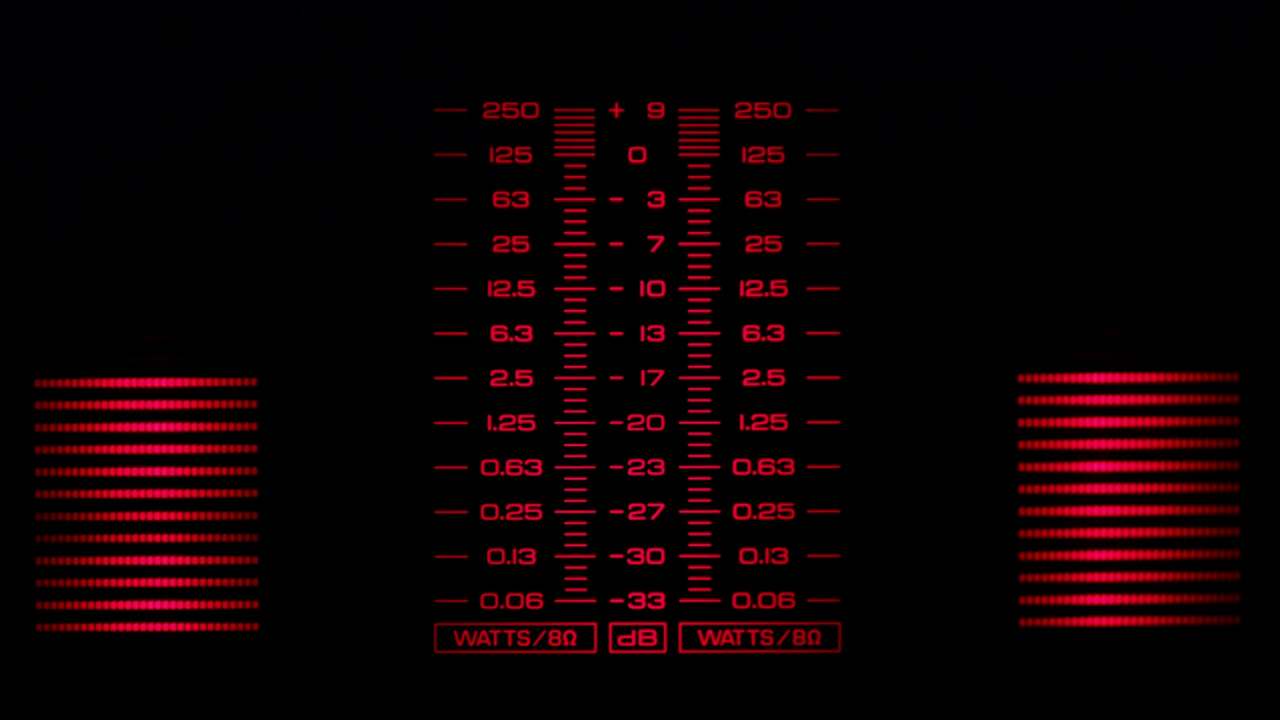 250 + 9 250
125 0 125
63 - 3 63
25 - 7 25
12.5 - 10 12.5
6.3 - 13 6.3
2.5 - 17 2.5
1.25 -20 1.25
0.63 -23 0.63
0.25 -27 0.25
0.13 -30 0.13
0.06 -33 0.06
WATTS/8Ω dB WATTS/8Ω